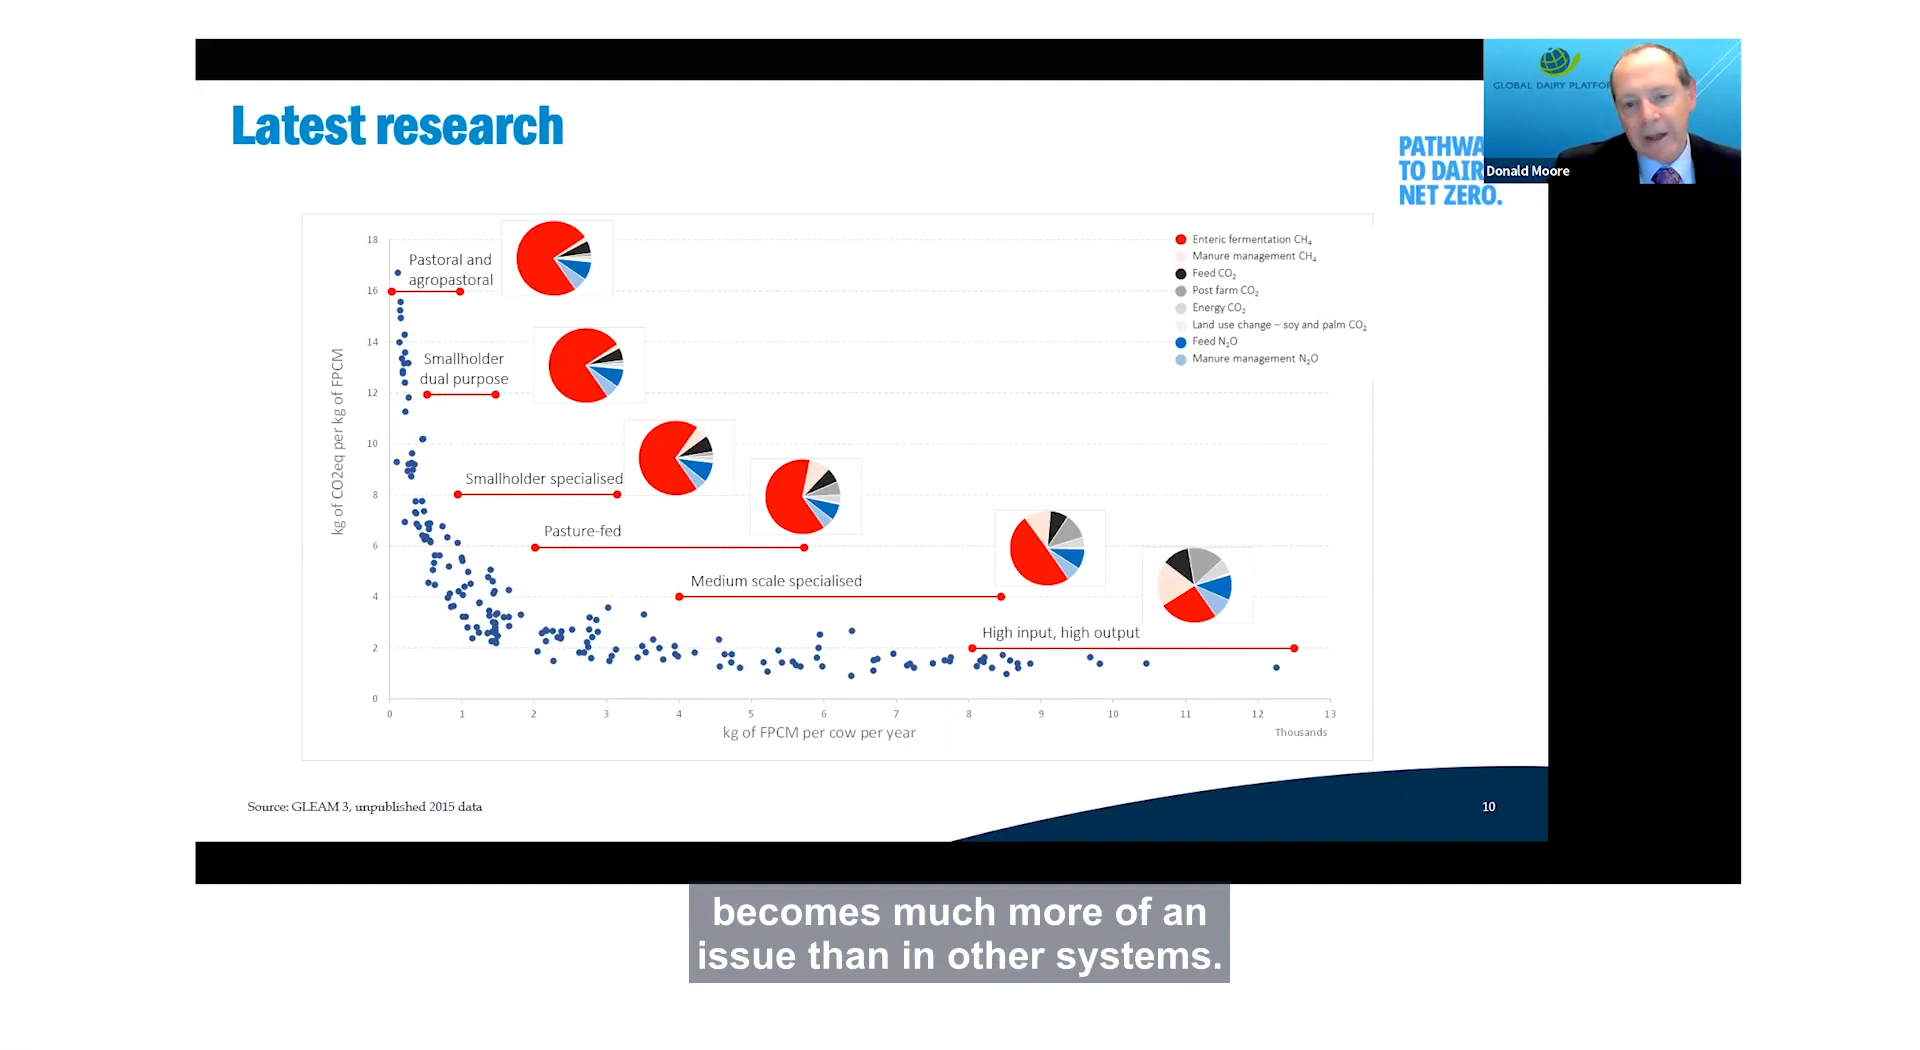 GLOBAL DAIRY PLATFOR
Donald Moore
Latest research
PATHWA
TO DAIR
NET ZERO.
kg of CO2eq per kg of FPCM
18
16
14
12
10
8
6
4
2
0
Pastoral and
agropastoral
Smallholder
dual purpose
Smallholder specialised
Pasture-fed
Medium scale specialised
High input, high output
Enteric fermentation CH₄
Manure management CH₄
Feed CO₂
Post farm CO₂
Energy CO₂
Land use change – soy and palm CO₂
Feed N₂O
Manure management N₂O
0 1 2 3 4 5 6 7 8 9 10 11 12 13
kg of FPCM per cow per year
Thousands
Source: GLEAM 3, unpublished 2015 data
10
becomes much more of an
issue than in other systems.